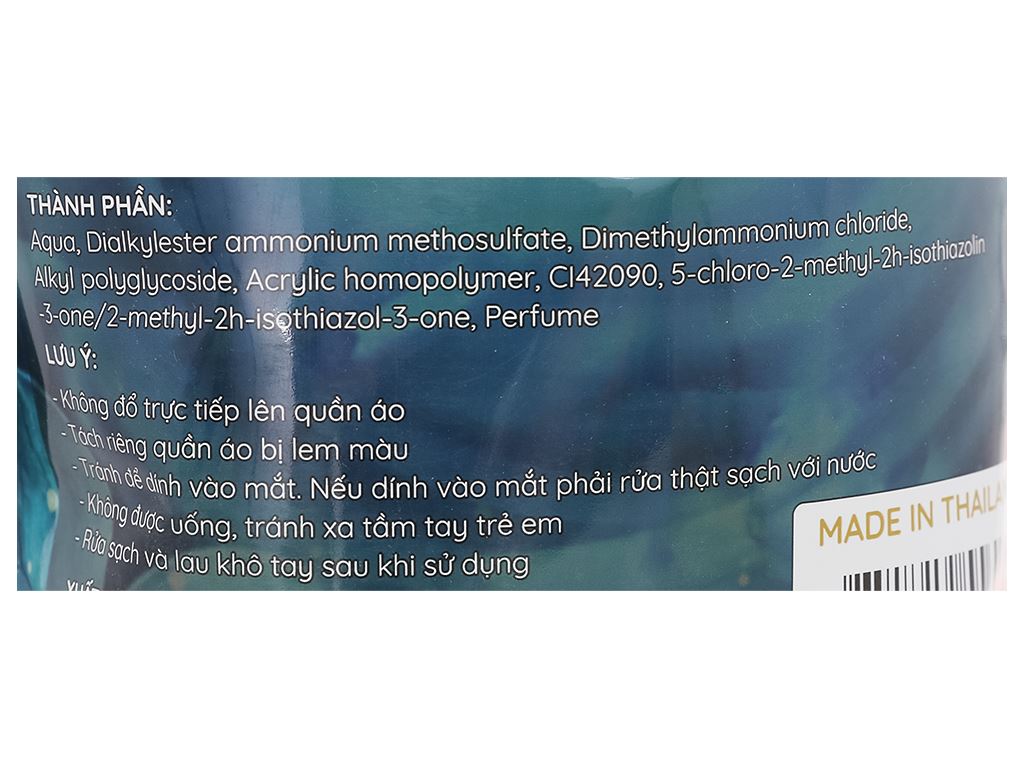 THÀNH PHẦN:
Aqua, Dialkylester ammonium methosulfate, Dimethylammonium chloride,
Alkyl polyglycoside, Acrylic homopolymer, CI42090, 5-chloro-2-methyl-2h-isothiazolin
-3-one/2-methyl-2h-isothiazol-3-one, Perfume
LƯU Ý:
- Không đổ trực tiếp lên quần áo
- Tách riêng quần áo bị lem màu
- Tránh để dính vào mắt. Nếu dính vào mắt phải rửa thật sạch với nước
- Không được uống, tránh xa tầm tay trẻ em
- Rửa sạch và lau khô tay sau khi sử dụng
MADE IN